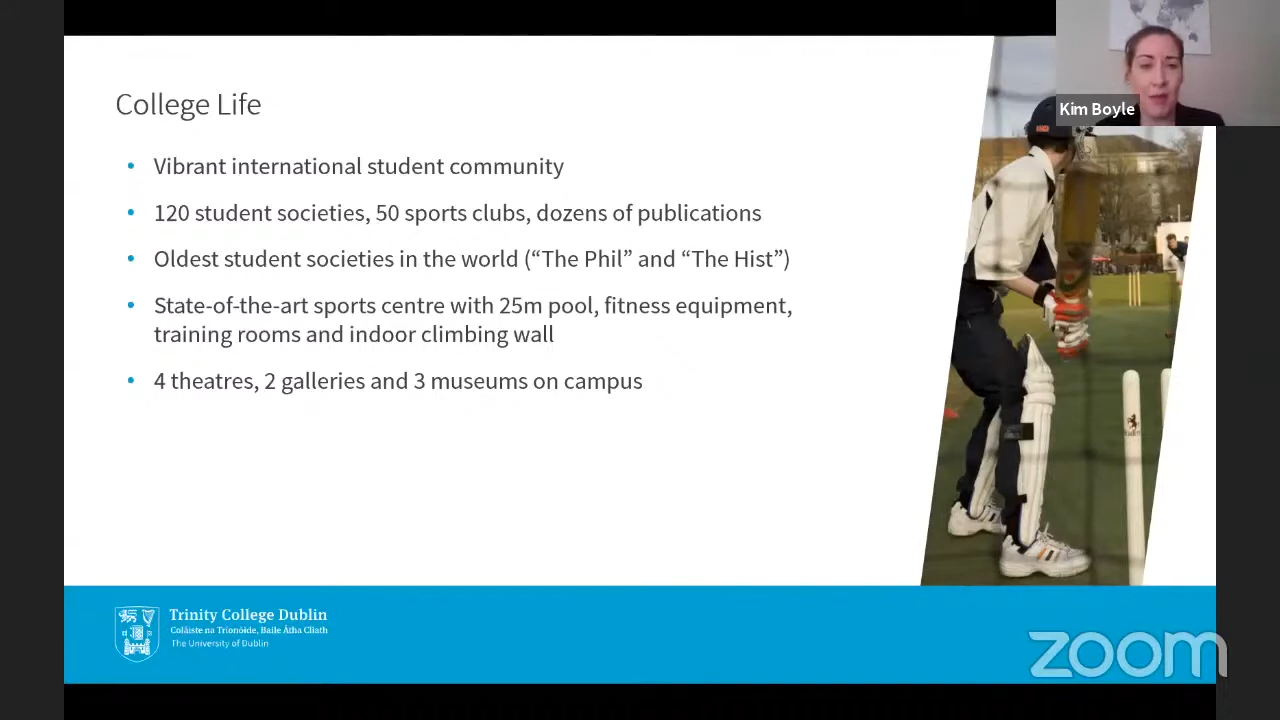 College Life
• Vibrant international student community
• 120 student societies, 50 sports clubs, dozens of publications
• Oldest student societies in the world (“The Phil” and “The Hist”)
• State-of-the-art sports centre with 25m pool, fitness equipment,
training rooms and indoor climbing wall
• 4 theatres, 2 galleries and 3 museums on campus
Kim Boyle
Trinity College Dublin
Coláiste na Tríonóide, Baile Átha Cliath
The University of Dublin
zoom